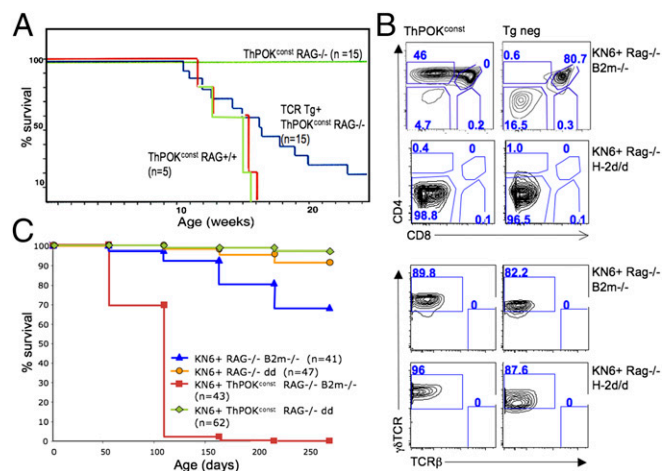 A
100
50
10
% survival
ThPOKconst RAG-/- (n =15)
TCR Tg+
ThPOKconst RAG-/-
(n=15)
ThPOKconst RAG+/+
(n=5)
10
20
Age (weeks)
B
ThPOKconst
Tg neg
46
0
4.7
0.2
0.6
80.7
16.5
0.3
KN6+ Rag-/-
B2m-/-
0.4
0
98.8
0.1
1.0
0
96.5
0.1
KN6+ Rag-/-
H-2d/d
CD4
CD8
89.8
0
82.2
0
KN6+ Rag-/-
B2m-/-
96
0
87.6
0
KN6+ Rag-/-
H-2d/d
γδTCR
TCRβ
C
100
90
80
70
60
50
40
30
20
10
0
% survival
KN6+ RAG-/- B2m-/- (n=41)
KN6+ RAG-/- dd (n=47)
KN6+ ThPOKconst RAG-/- B2m-/-
(n=43)
KN6+ ThPOKconst RAG-/- dd
(n=62)
0
50
100
150
200
250
Age (days)